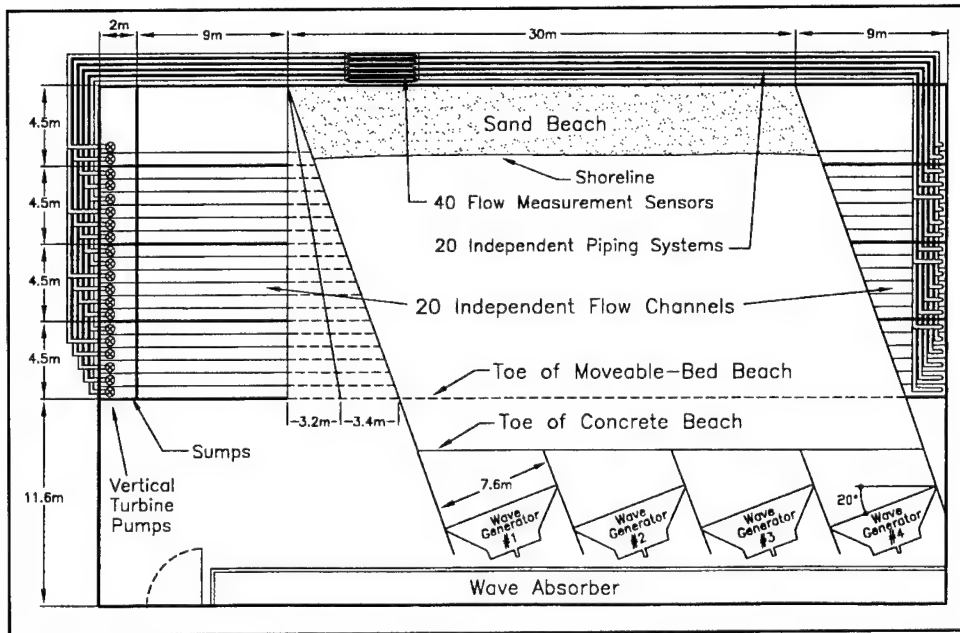 2m
9m
30m
9m
4.5m
Sand Beach
Shoreline
40 Flow Measurement Sensors
4.5m
20 Independent Piping Systems
4.5m
20 Independent Flow Channels
4.5m
Toe of Moveable-Bed Beach
3.2m
3.4m
Toe of Concrete Beach
Sumps
11.6m
Vertical
Turbine
Pumps
7.6m
20°
Wave
Generator
#1
Wave
Generator
#2
Wave
Generator
#3
Wave
Generator
#4
Wave Absorber